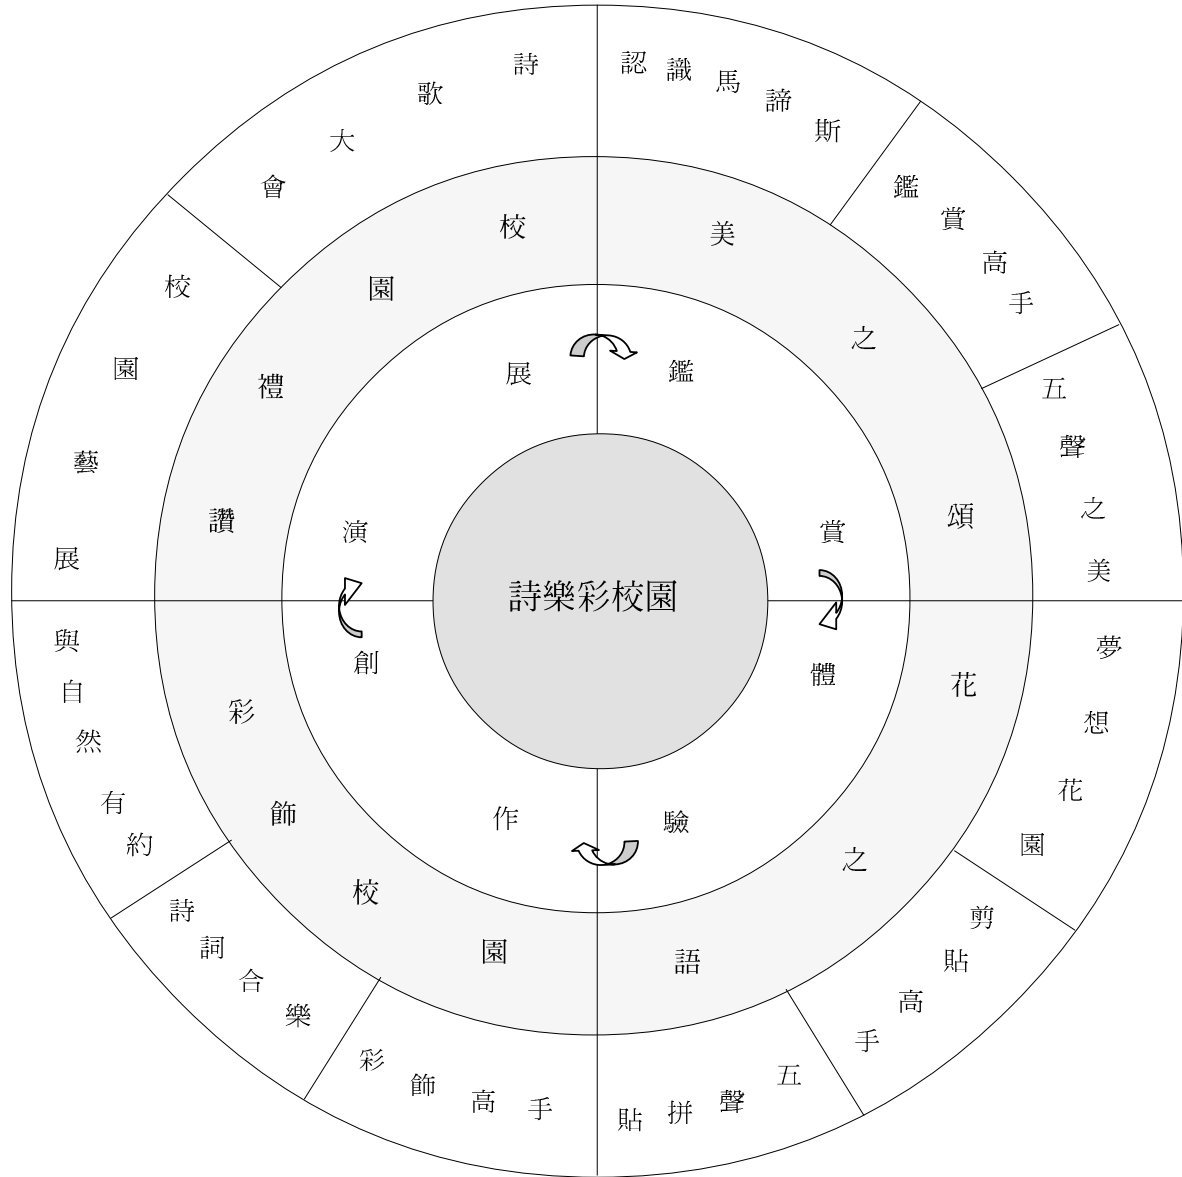 詩樂彩校園
鑑賞
體驗
創作
展演
美之頌
花之語
彩飾校園
校園禮讚
認識馬諦斯
鑑賞高手
五聲之美
夢想花園
剪貼高手
五聲拼貼
彩飾高手
詩詞合樂
與自然有約
校園藝展
詩歌大會